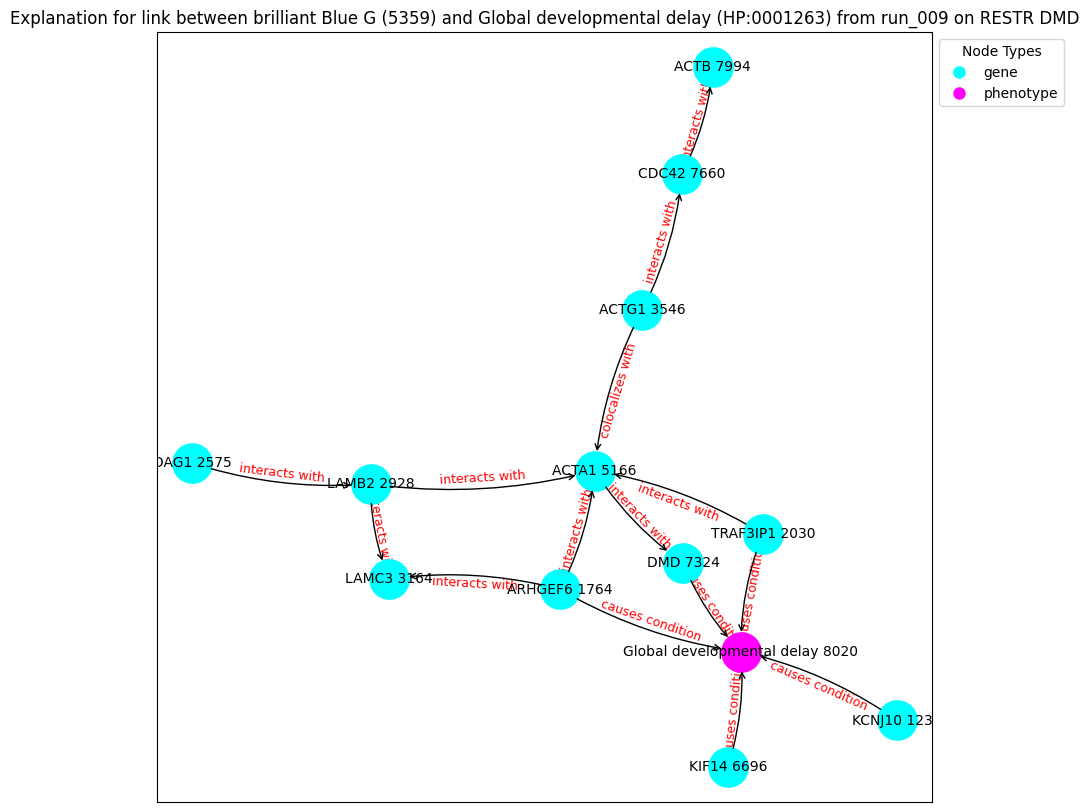 Explanation for link between brilliant Blue G (5359) and Global developmental delay (HP:0001263) from run_009 on RESTR DMD
Node Types
gene
phenotype
ACTB 7994
interacts with
CDC42 7660
interacts with
ACTG1 3546
colocalizes with
DAG1 2575
interacts with
LAMB2 2928
interacts with
ACTA1 5166
interacts with
interacts with
TRAF3IP1 2030
interacts with
interacts with
DMD 7324
LAMC3 3164
interacts with
ARHGEF6 1764
causes condition
causes condition
causes condition
Global developmental delay 8020
causes condition
causes condition
KCNJ10 123
KIF14 6696